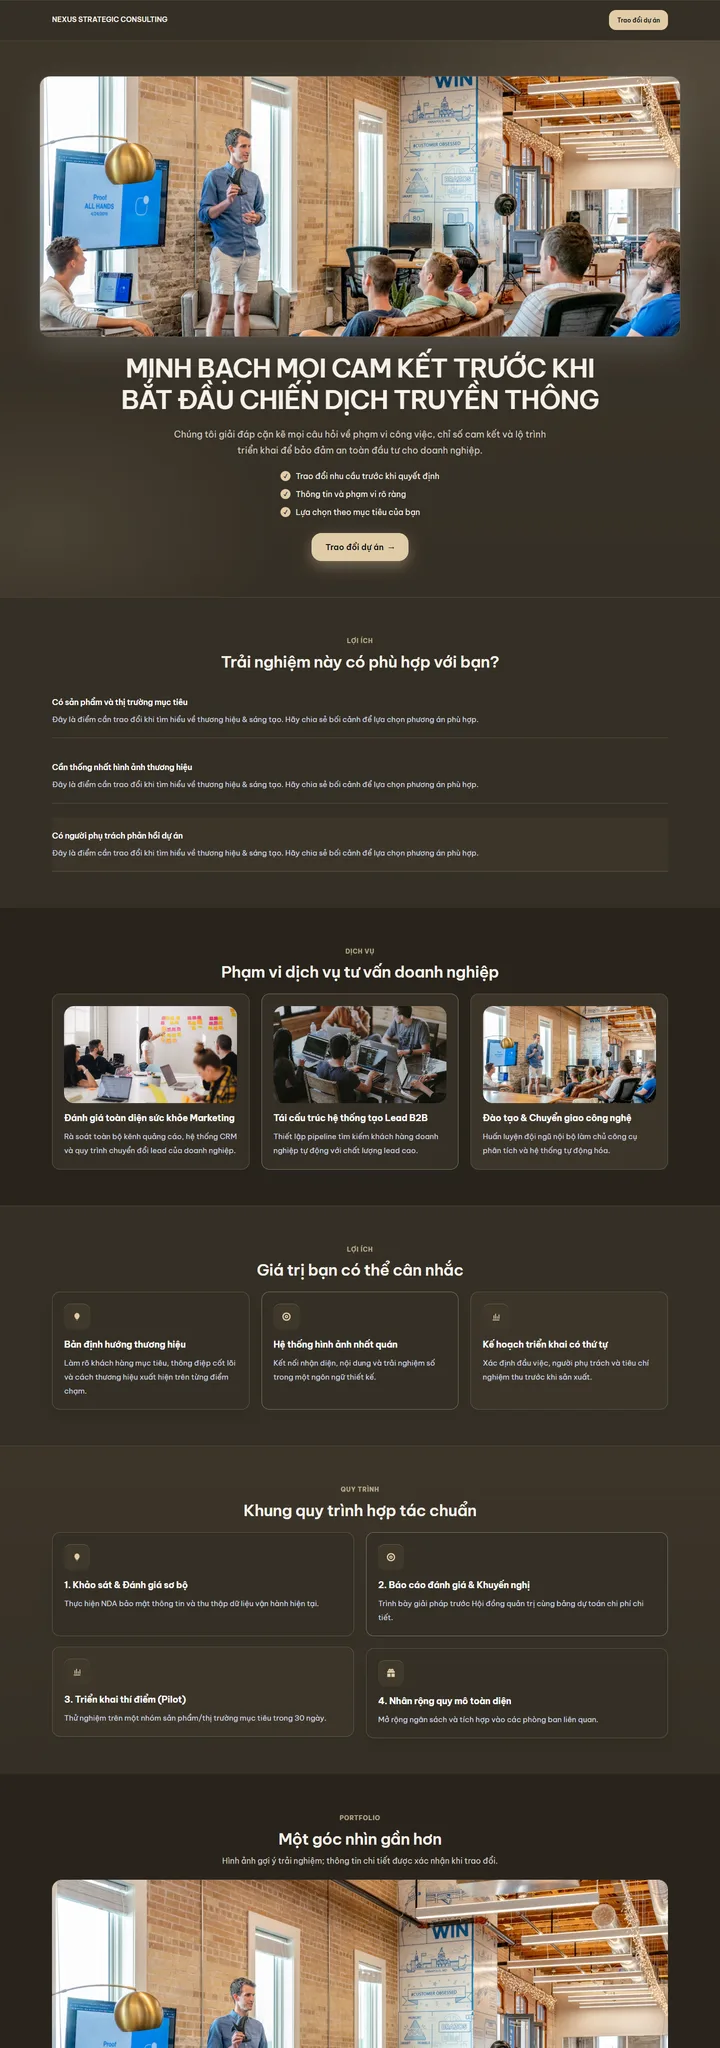 NEXUS STRATEGIC CONSULTING
Trao đổi dự án
WIN
#CUSTOMER OBSESSED
BRANDS
Proof
ALL HANDS
MINH BẠCH MỌI CAM KẾT TRƯỚC KHI
BẮT ĐẦU CHIẾN DỊCH TRUYỀN THÔNG
Chúng tôi giải đáp cặn kẽ mọi câu hỏi về phạm vi công việc, chỉ số cam kết và lộ trình
triển khai để bảo đảm an toàn đầu tư cho doanh nghiệp.
Trao đổi nhu cầu trước khi quyết định
Thông tin và phạm vi rõ ràng
Lựa chọn theo mục tiêu của bạn
Trao đổi dự án →
LỢI ÍCH
Trải nghiệm này có phù hợp với bạn?
Có sản phẩm và thị trường mục tiêu
Đây là điểm cần trao đổi khi tìm hiểu về thương hiệu & sáng tạo. Hãy chia sẻ bối cảnh để lựa chọn phương án phù hợp.
Cần thống nhất hình ảnh thương hiệu
Đây là điểm cần trao đổi khi tìm hiểu về thương hiệu & sáng tạo. Hãy chia sẻ bối cảnh để lựa chọn phương án phù hợp.
Có người phụ trách phản hồi dự án
Đây là điểm cần trao đổi khi tìm hiểu về thương hiệu & sáng tạo. Hãy chia sẻ bối cảnh để lựa chọn phương án phù hợp.
DỊCH VỤ
Phạm vi dịch vụ tư vấn doanh nghiệp
Đánh giá toàn diện sức khỏe Marketing
Rà soát toàn bộ kênh quảng cáo, hệ thống CRM
và quy trình chuyển đổi lead của doanh nghiệp.
Tái cấu trúc hệ thống tạo Lead B2B
Thiết lập pipeline tìm kiếm khách hàng doanh
nghiệp tự động với chất lượng lead cao.
Đào tạo & Chuyển giao công nghệ
Huấn luyện đội ngũ nội bộ làm chủ công cụ
phân tích và hệ thống tự động hóa.
LỢI ÍCH
Giá trị bạn có thể cân nhắc
Bản định hướng thương hiệu
Làm rõ khách hàng mục tiêu, thông điệp cốt lõi
và cách thương hiệu xuất hiện trên từng điểm
chạm.
Hệ thống hình ảnh nhất quán
Kết nối nhận diện, nội dung và trải nghiệm số
trong một ngôn ngữ thiết kế.
Kế hoạch triển khai có thứ tự
Xác định đầu việc, người phụ trách và tiêu chí
nghiệm thu trước khi sản xuất.
QUY TRÌNH
Khung quy trình hợp tác chuẩn
1. Khảo sát & Đánh giá sơ bộ
Thực hiện NDA bảo mật thông tin và thu thập dữ liệu vận hành hiện tại.
2. Báo cáo đánh giá & Khuyến nghị
Trình bày giải pháp trước Hội đồng quản trị cùng bảng dự toán chi phí chi
tiết.
3. Triển khai thí điểm (Pilot)
Thử nghiệm trên một nhóm sản phẩm/thị trường mục tiêu trong 30 ngày.
4. Nhân rộng quy mô toàn diện
Mở rộng ngân sách và tích hợp vào các phòng ban liên quan.
PORTFOLIO
Một góc nhìn gần hơn
Hình ảnh gợi ý trải nghiệm; thông tin chi tiết được xác nhận khi trao đổi.
WIN
#CUSTOMER OBSESSED
BRANDS
Proof